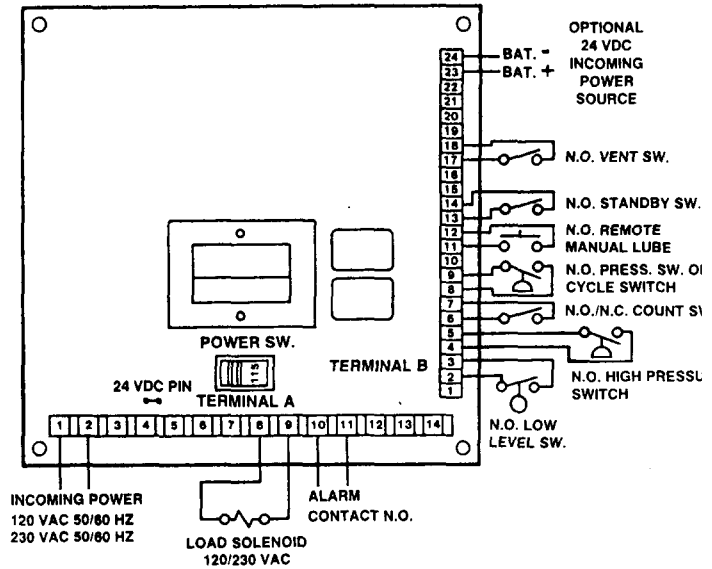 OPTIONAL
24 VDC
INCOMING
POWER
SOURCE
24 BAT. -
23 BAT. +
22
21
20
19
18
17 N.O. VENT SW.
16
15
14
13 N.O. STANDBY SW.
12 N.O. REMOTE
11 MANUAL LUBE
10
9 N.O. PRESS. SW.
8 CYCLE SWITCH
7
6 N.O./N.C. COUNT SW
5
4
3
2
1
N.O. HIGH PRESSU
SWITCH
N.O. LOW
LEVEL SW.
POWER SW.
115
TERMINAL B
24 VDC PIN
TERMINAL A
1 2 3 4 5 6 7 8 9 10 11 12 13 14
INCOMING POWER
120 VAC 50/60 HZ
230 VAC 50/60 HZ
LOAD SOLENOID
120/230 VAC
ALARM
CONTACT N.O.